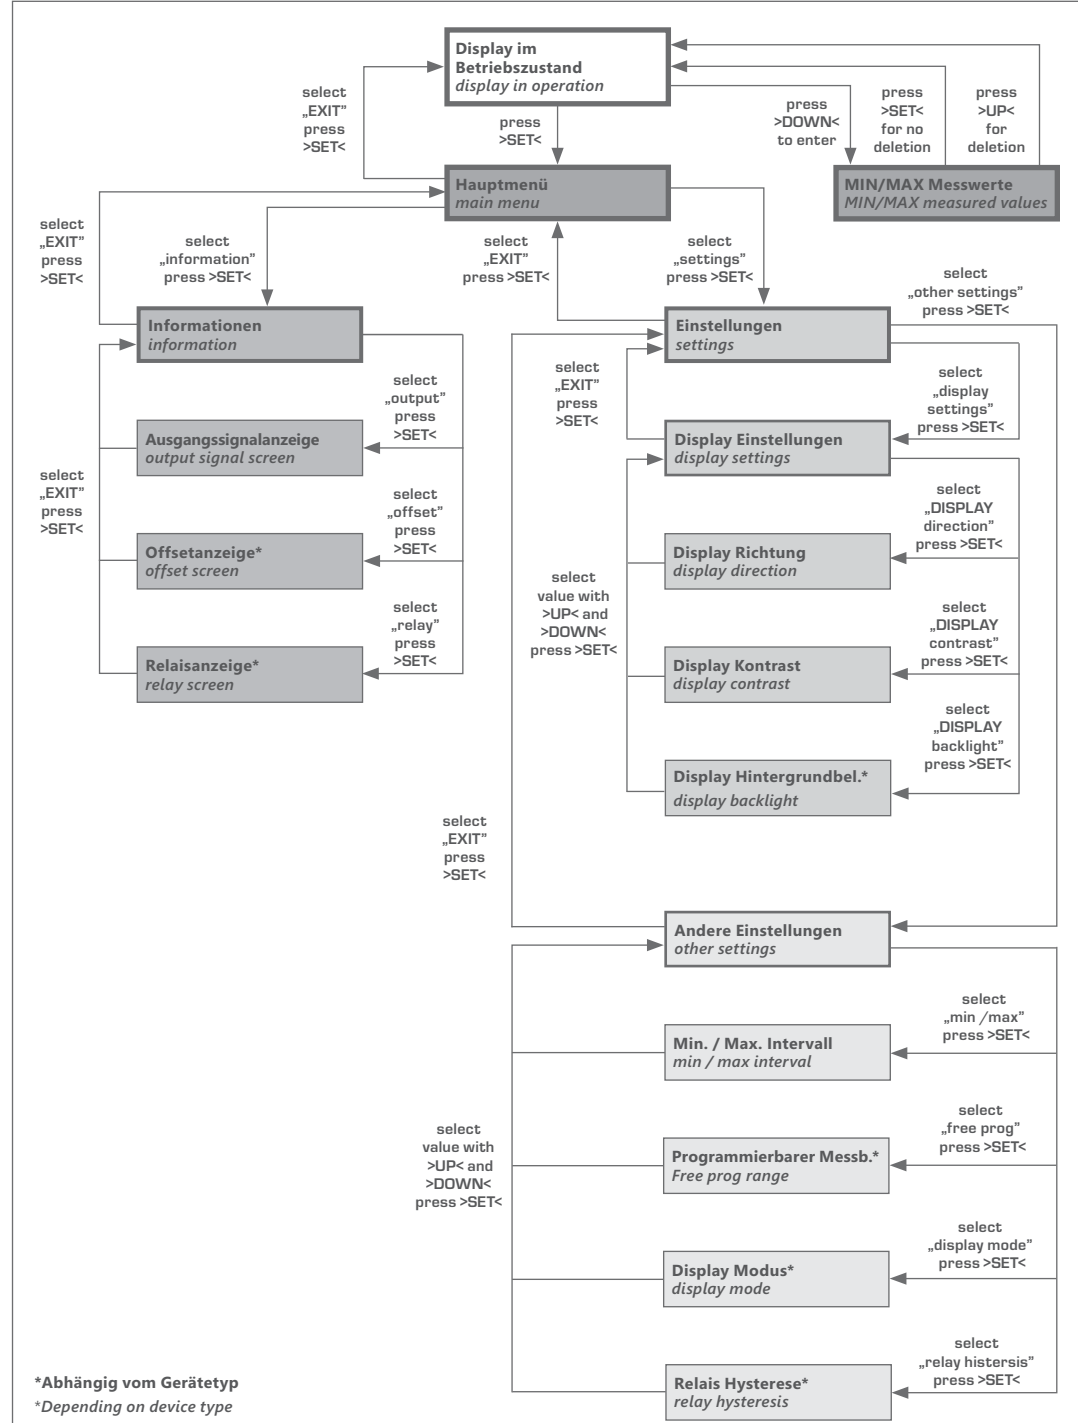 Display im
Betriebszustand
display in operation
select
„EXIT”
press
>SET<
press
>SET<
press
>DOWN<
to enter
press
>SET<
for no
deletion
press
>UP<
for
deletion
Hauptmenü
main menu
MIN/MAX Messwerte
MIN/MAX measured values
select
„EXIT”
press
>SET<
select
„information”
press >SET<
select
„EXIT”
press >SET<
select
„settings”
press >SET<
select
„other settings”
press >SET<
Informationen
information
Einstellungen
settings
select
„output”
press
>SET<
select
„EXIT”
press
>SET<
select
„display
settings”
press >SET<
Ausgangssignalanzeige
output signal screen
Display Einstellungen
display settings
select
„EXIT”
press
>SET<
select
„offset”
press
>SET<
select
„DISPLAY
direction”
press >SET<
Offsetanzeige*
offset screen
Display Richtung
display direction
select
value with
>UP< and
>DOWN<
press >SET<
select
„relay”
press
>SET<
select
„DISPLAY
contrast”
press >SET<
Relaisanzeige*
relay screen
Display Kontrast
display contrast
select
„DISPLAY
backlight”
press >SET<
Display Hintergrundbel.*
display backlight
select
„EXIT”
press
>SET<
Andere Einstellungen
other settings
select
„min /max”
press >SET<
Min. / Max. Intervall
min / max interval
select
value with
>UP< and
>DOWN<
press >SET<
select
„free prog”
press >SET<
Programmierbarer Messb.*
Free prog range
select
„display mode”
press >SET<
Display Modus*
display mode
select
„relay histersis”
press >SET<
Relais Hysterese*
relay hysteresis
*Abhängig vom Gerätetyp
*Depending on device type